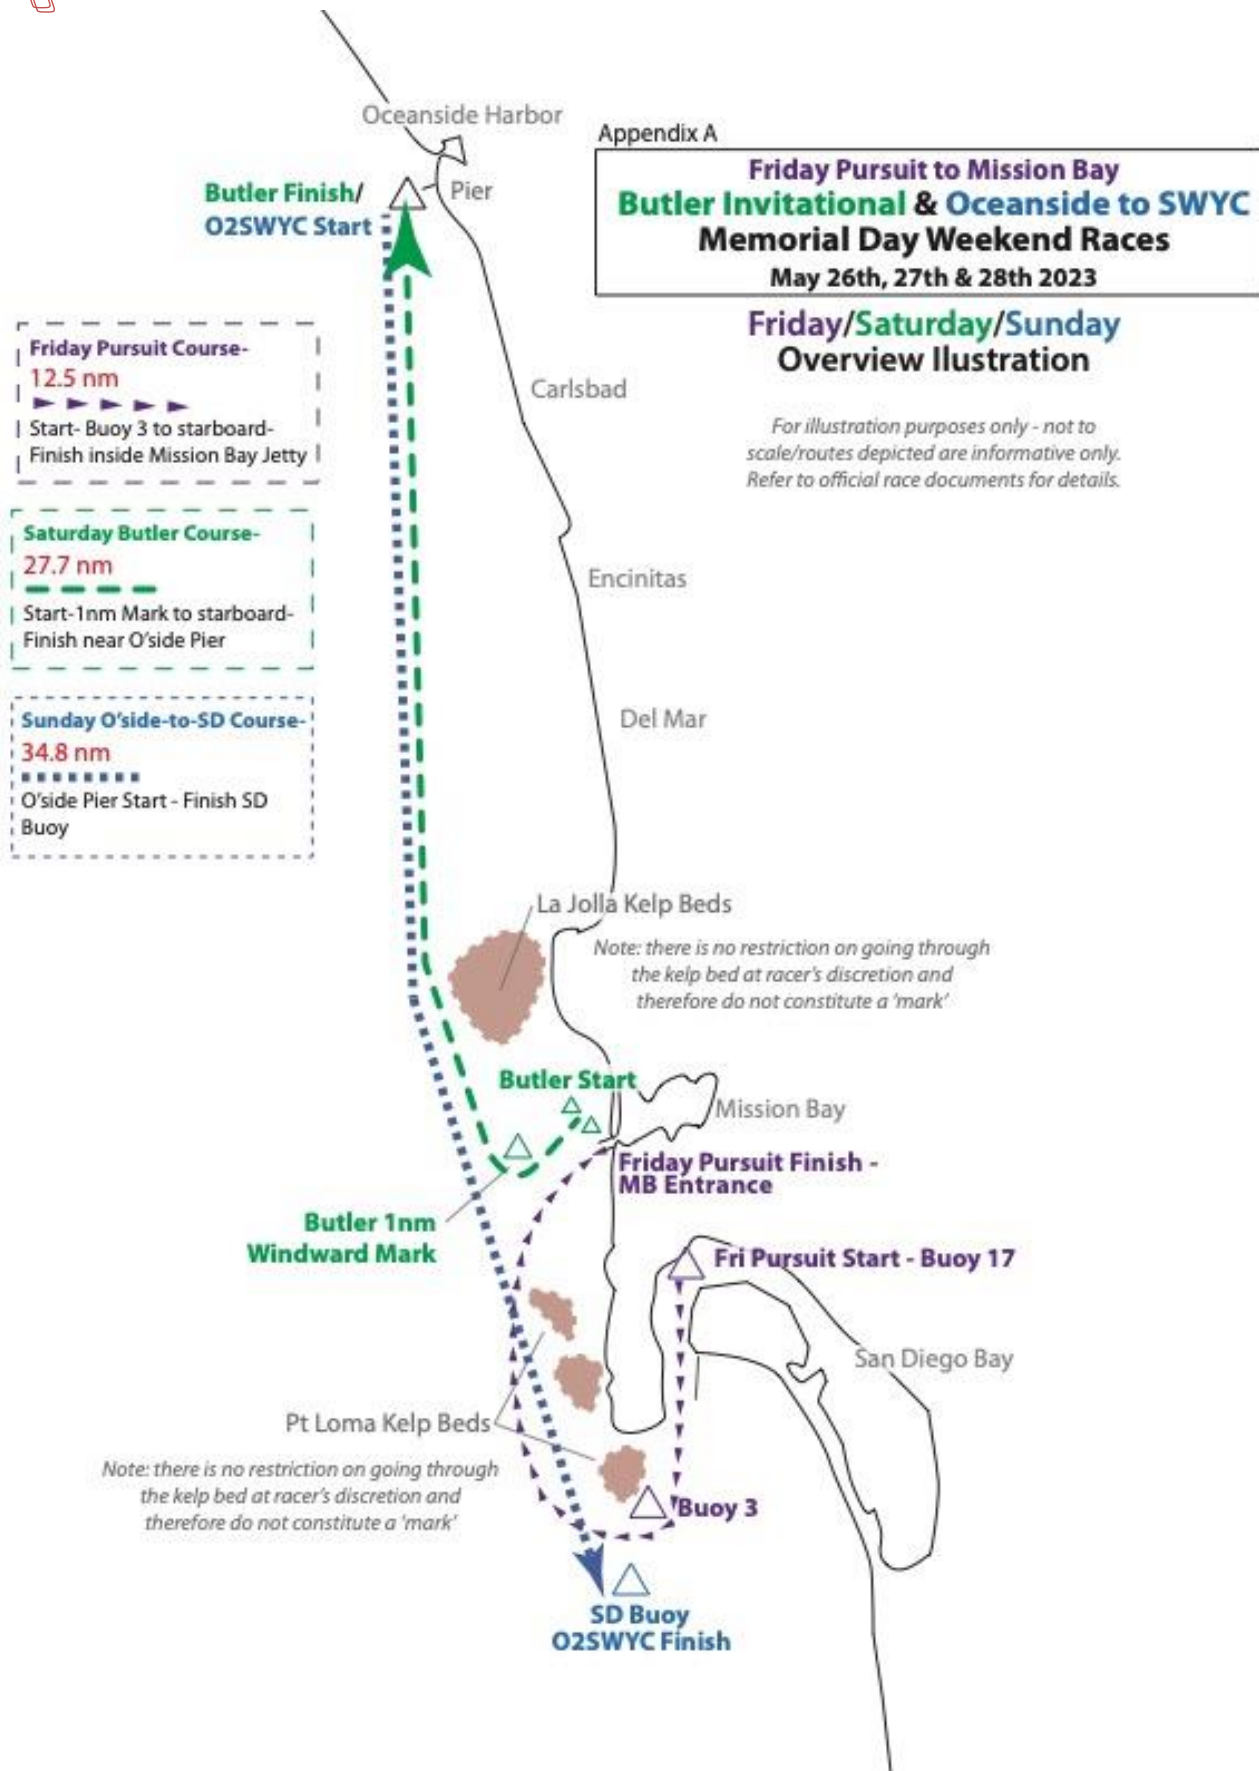 Oceanside Harbor
Appendix A
Friday Pursuit to Mission Bay
Butler Invitational & Oceanside to SWYC
Memorial Day Weekend Races
May 26th, 27th & 28th 2023
Friday/Saturday/Sunday
Overview Ilustration
For illustration purposes only - not to
scale/routes depicted are informative only.
Refer to official race documents for details.
Butler Finish/
O2SWYC Start
Pier
Friday Pursuit Course-
12.5 nm
Start- Buoy 3 to starboard-
Finish inside Mission Bay Jetty
Saturday Butler Course-
27.7 nm
Start-1nm Mark to starboard-
Finish near O'side Pier
Sunday O'side-to-SD Course-
34.8 nm
O'side Pier Start - Finish SD
Buoy
Carlsbad
Encinitas
Del Mar
La Jolla Kelp Beds
Note: there is no restriction on going through
the kelp bed at racer's discretion and
therefore do not constitute a 'mark'
Butler Start
Mission Bay
Friday Pursuit Finish -
MB Entrance
Butler 1nm
Windward Mark
Fri Pursuit Start - Buoy 17
San Diego Bay
Pt Loma Kelp Beds
Note: there is no restriction on going through
the kelp bed at racer's discretion and
therefore do not constitute a 'mark'
Buoy 3
SD Buoy
O2SWYC Finish